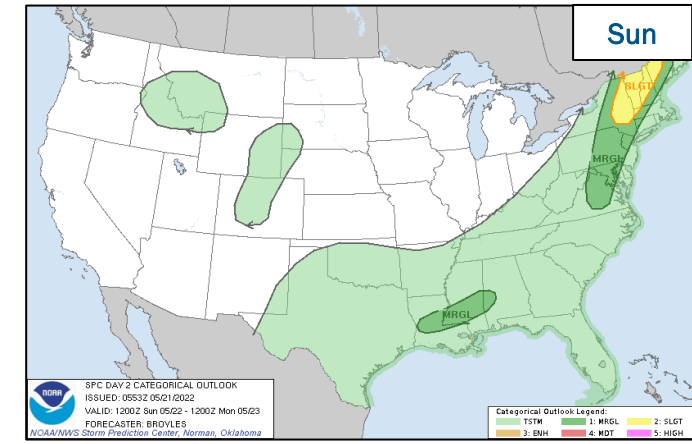 Sun
SLGT
MRGL
MRGL
NOAA
SPC DAY 2 CATEGORICAL OUTLOOK
ISSUED: 0553Z 05/21/2022
VALID: 1200Z Sun 05/22 - 1200Z Mon 05/23
FORECASTER: BROYLES
NOAA/NWS Storm Prediction Center, Norman, Oklahoma
Categorical Outlook Legend:
TSTM 1: MRGL 2: SLGT
3: ENH 4: MDT 5: HIGH